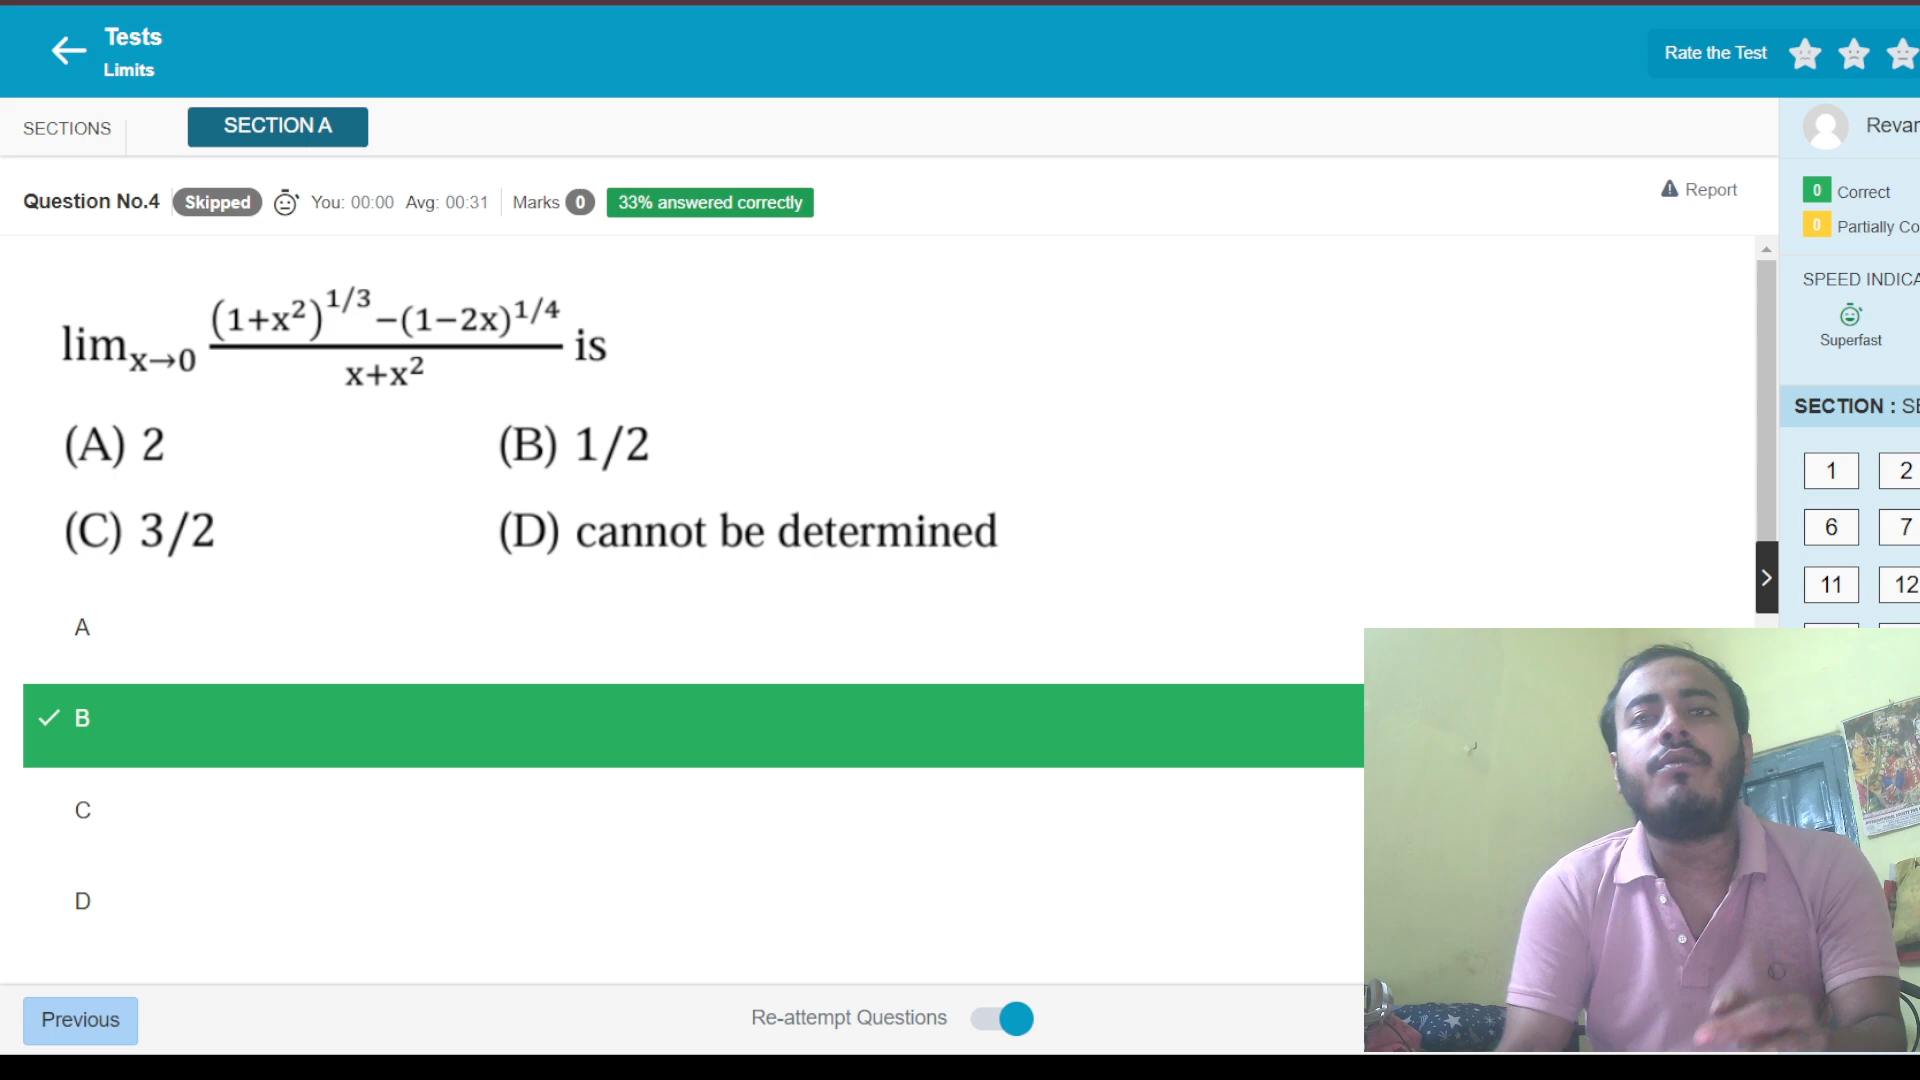 Tests
Limits
Rate the Test
SECTIONS
SECTION A
Revar
Question No.4 Skipped You: 00:00 Avg: 00:31 Marks 0 33% answered correctly
Report
0 Correct
0 Partially Co
SPEED INDICA
Superfast
lim x→0 (1+x²)^1/3 −(1−2x)^1/4 / x+x² is
(A) 2 (B) 1/2
(C) 3/2 (D) cannot be determined
SECTION : SE
1 2
6 7
11 12
A
B
C
D
Previous
Re-attempt Questions